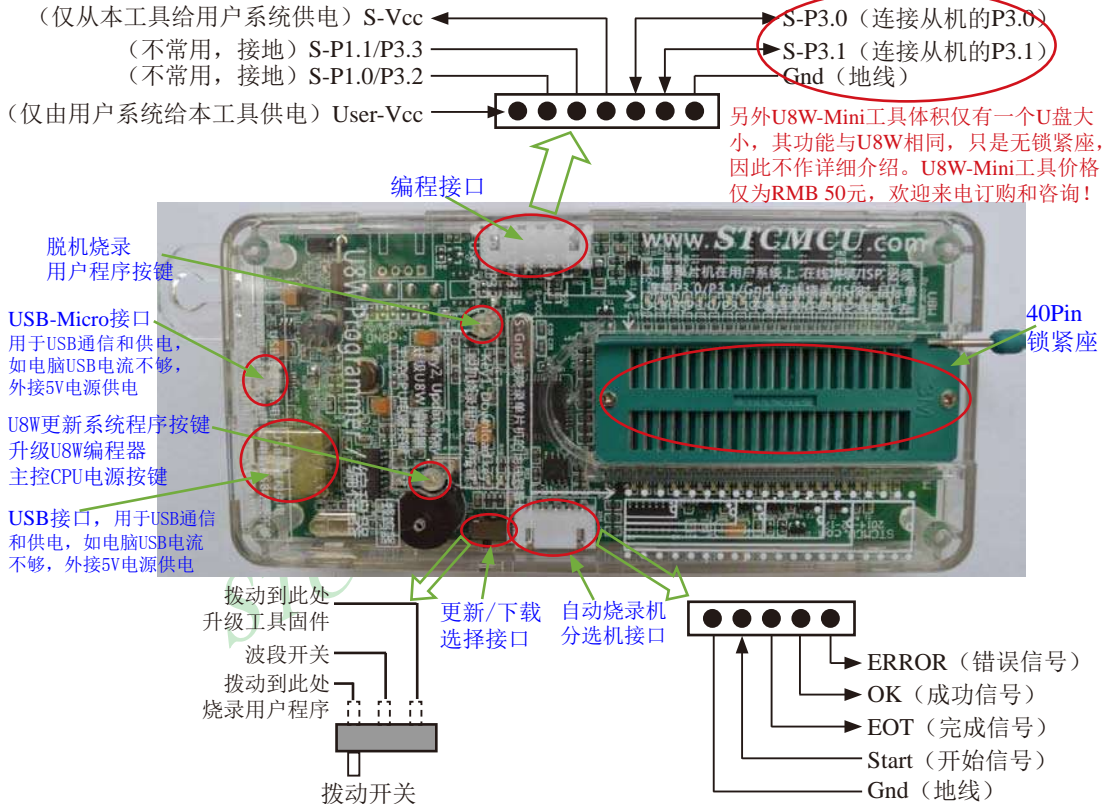 （仅从本工具给用户系统供电）S-Vcc
（不常用，接地）S-P1.1/P3.3
（不常用，接地）S-P1.0/P3.2
（仅由用户系统给本工具供电）User-Vcc
S-P3.0（连接从机的P3.0）
S-P3.1（连接从机的P3.1）
Gnd（地线）
另外U8W-Mini工具体积仅有一个U盘大
小，其功能与U8W相同，只是无锁紧座，
因此不作详细介绍。U8W-Mini工具价格
仅为RMB 50元，欢迎来电订购和咨询！
编程接口
脱机烧录
用户程序按键
USB-Micro接口
用于USB通信和供电，
如电脑USB电流不够，
外接5V电源供电
U8W更新系统程序按键
升级U8W编程器
主控CPU电源按键
USB接口，用于USB通信
和供电，如电脑USB电流
不够，外接5V电源供电
www.STCMCU.com
U8W Programmer/编程器
40Pin
锁紧座
STC
拨动到此处
升级工具固件
波段开关
拨动到此处
烧录用户程序
拨动开关
更新/下载
选择接口
自动烧录机
分选机接口
ERROR（错误信号）
OK（成功信号）
EOT（完成信号）
Start（开始信号）
Gnd（地线）